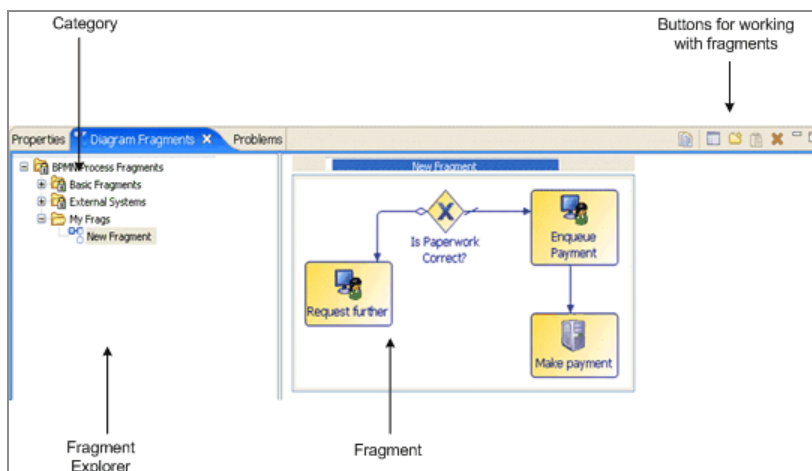 Category
Buttons for working
with fragments
Properties
Diagram Fragments
Problems
BPMN Process Fragments
Basic Fragments
External Systems
My Frags
New Fragment
New Fragment
Is Paperwork
Correct?
Enqueue
Payment
Request further
Make payment
Fragment
Explorer
Fragment